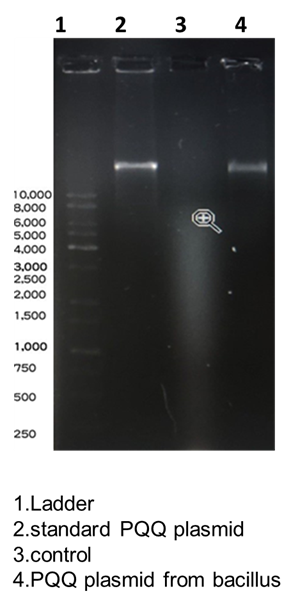 1 2 3 4
10,000
8,000
6,000
5,000
4,000
3,000
2,500
2,000
1,500
1,000
750
500
250
1.Ladder
2.standard PQQ plasmid
3.control
4.PQQ plasmid from bacillus